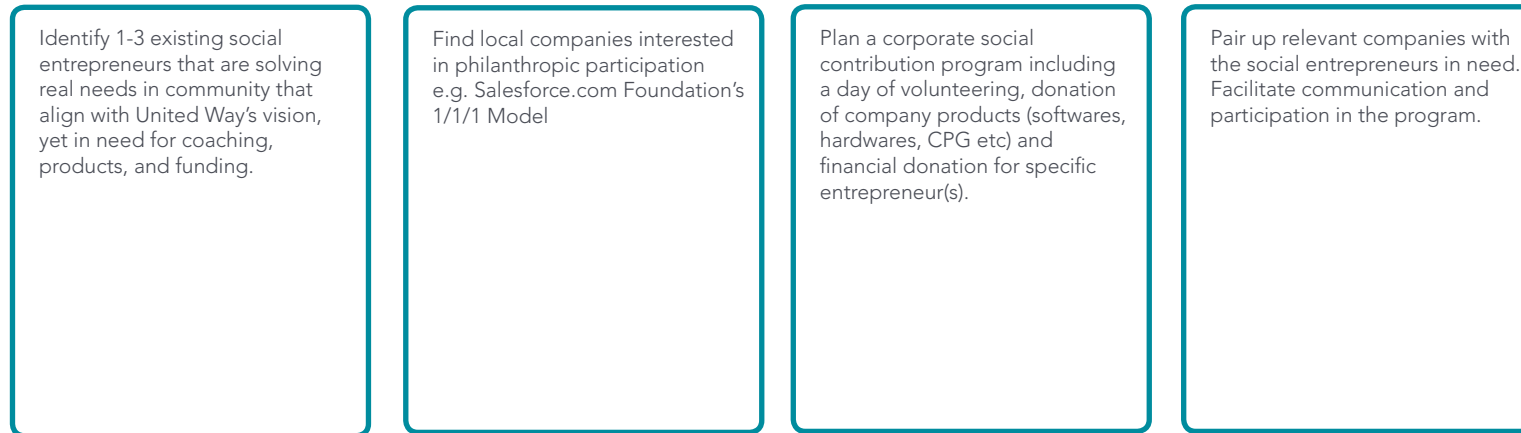 Identify 1-3 existing social
entrepreneurs that are solving
real needs in community that
align with United Way's vision,
yet in need for coaching,
products, and funding.
Find local companies interested
in philanthropic participation
e.g. Salesforce.com Foundation's
1/1/1 Model
Plan a corporate social
contribution program including
a day of volunteering, donation
of company products (softwares,
hardwares, CPG etc) and
financial donation for specific
entrepreneur(s).
Pair up relevant companies with
the social entrepreneurs in need.
Facilitate communication and
participation in the program.